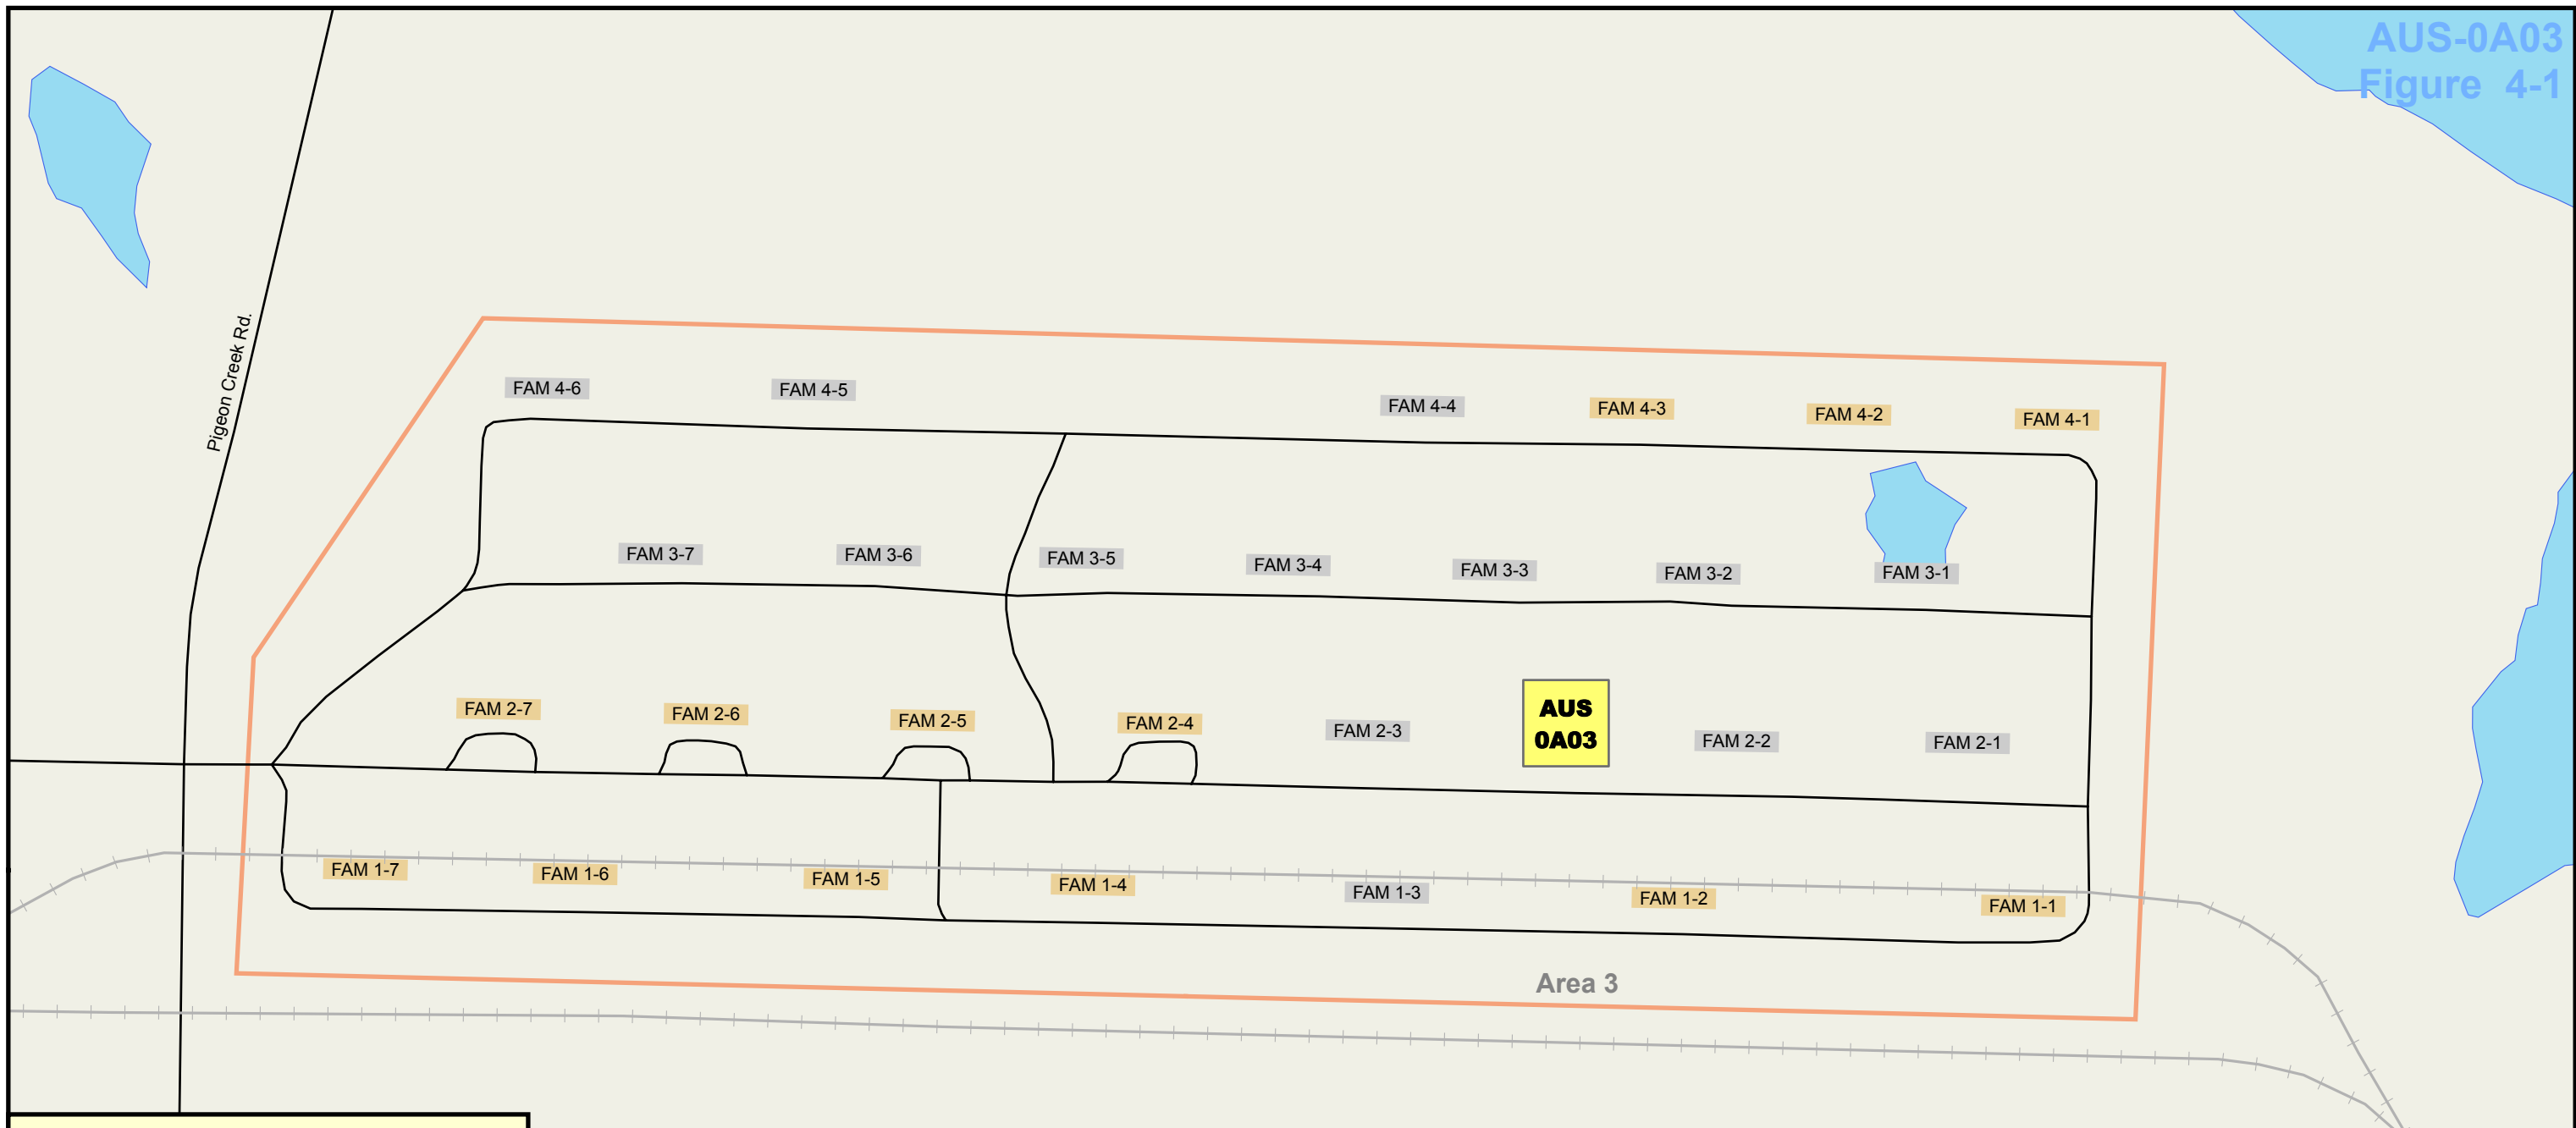 AUS-0A03
Figure 4-1
Pigeon Creek Rd.
FAM 4-6
FAM 4-5
FAM 4-4
FAM 4-3
FAM 4-2
FAM 4-1
FAM 3-7
FAM 3-6
FAM 3-5
FAM 3-4
FAM 3-3
FAM 3-2
FAM 3-1
FAM 2-7
FAM 2-6
FAM 2-5
FAM 2-4
FAM 2-3
AUS
0A03
FAM 2-2
FAM 2-1
FAM 1-7
FAM 1-6
FAM 1-5
FAM 1-4
FAM 1-3
FAM 1-2
FAM 1-1
Area 3